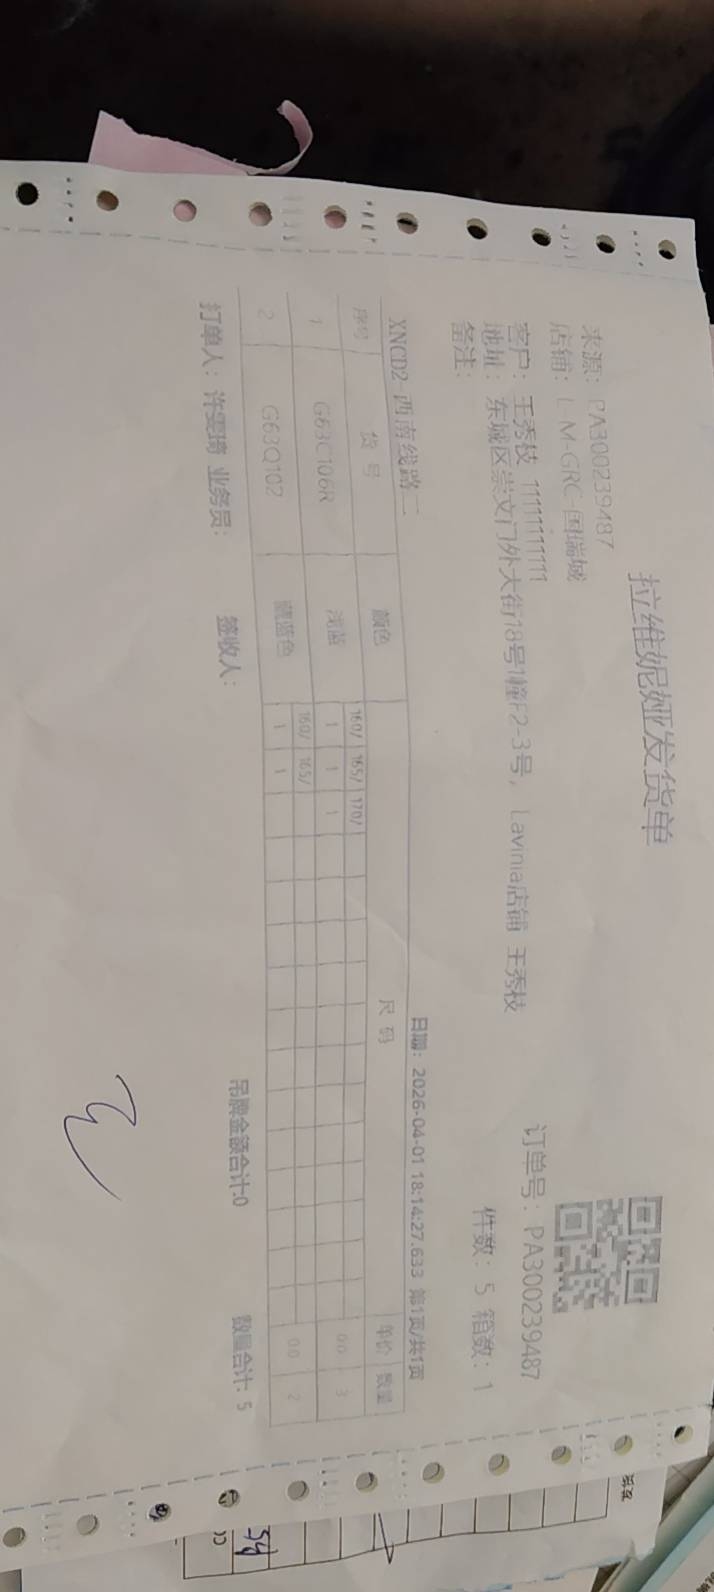 拉维妮娅发货单
来源：PA300239487
店铺：L-M-GRC-国瑞城
客户：王秀枝 11111111111 订单号：PA300239487
地址：东城区崇文门外大街18号1幢F2-3号，Lavinia店铺 王秀枝
备注： 件数：5 箱数：1
XNCD2-西南线路二 日期：2026-04-01 18:14:27.633 第1页/共1页
序号 货号 颜色 尺码 单价 数量
160/ 165/ 170/
1 G63C106R 浅蓝 1 1 1 0.0 3
160/ 165/
2 G63Q102 藏蓝色 1 1 0.0 2
打单人：许雯琦 业务员： 签收人： 吊牌金额合计:0 数量合计: 5